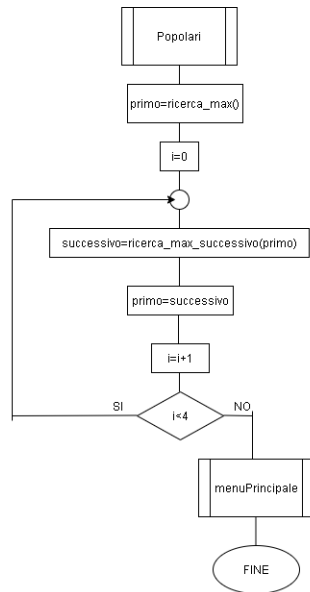 Popolari
primo=ricerca_max()
i=0
successivo=ricerca_max_successivo(primo)
primo=successivo
i=i+1
SI
i<4
NO
menuPrincipale
FINE